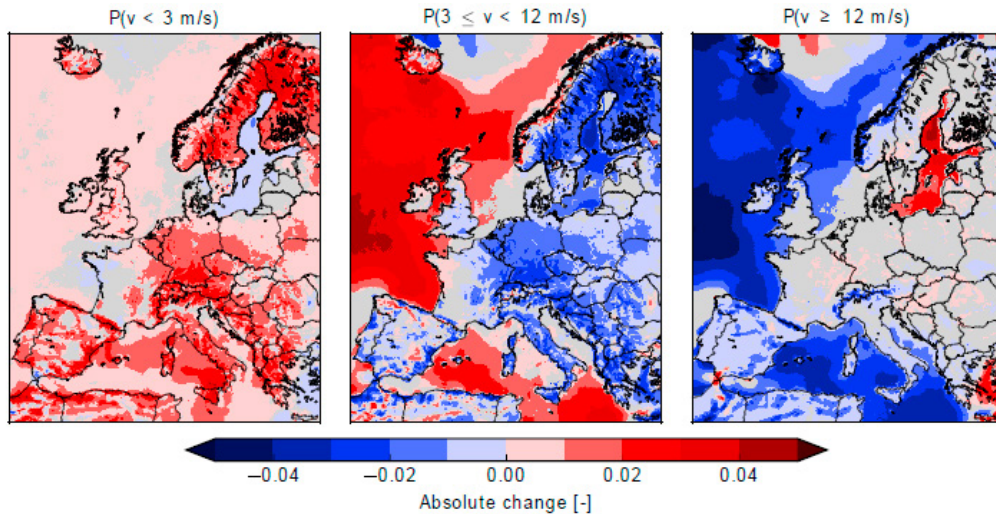 P(v < 3 m/s)
P(3 ≤ v < 12 m/s)
P(v ≥ 12 m/s)
−0.04 −0.02 0.00 0.02 0.04
Absolute change [-]